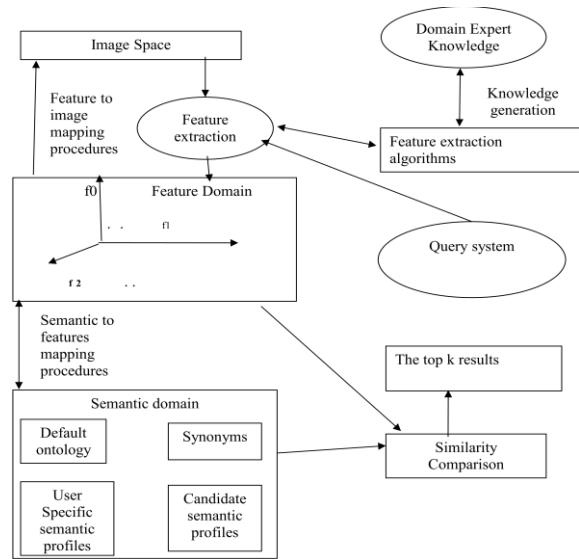 Image Space
Domain Expert
Knowledge
Feature to
image
mapping
procedures
Feature
extraction
Knowledge
generation
Feature extraction
algorithms
f0
Feature Domain
. .
f1
f 2
. .
Query system
Semantic to
features
mapping
procedures
The top k results
Semantic domain
Default
ontology
Synonyms
Similarity
Comparison
User
Specific
semantic
profiles
Candidate
semantic
profiles